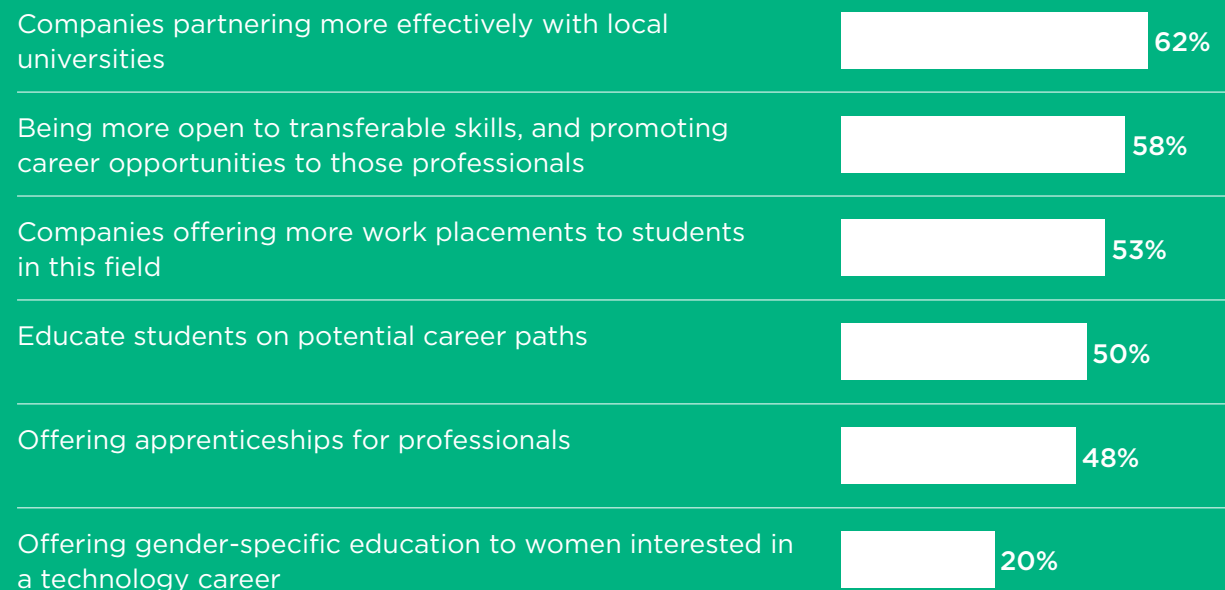 Companies partnering more effectively with local
universities
62%
Being more open to transferable skills, and promoting
career opportunities to those professionals
58%
Companies offering more work placements to students
in this field
53%
Educate students on potential career paths
50%
Offering apprenticeships for professionals
48%
Offering gender-specific education to women interested in
a technology career
20%